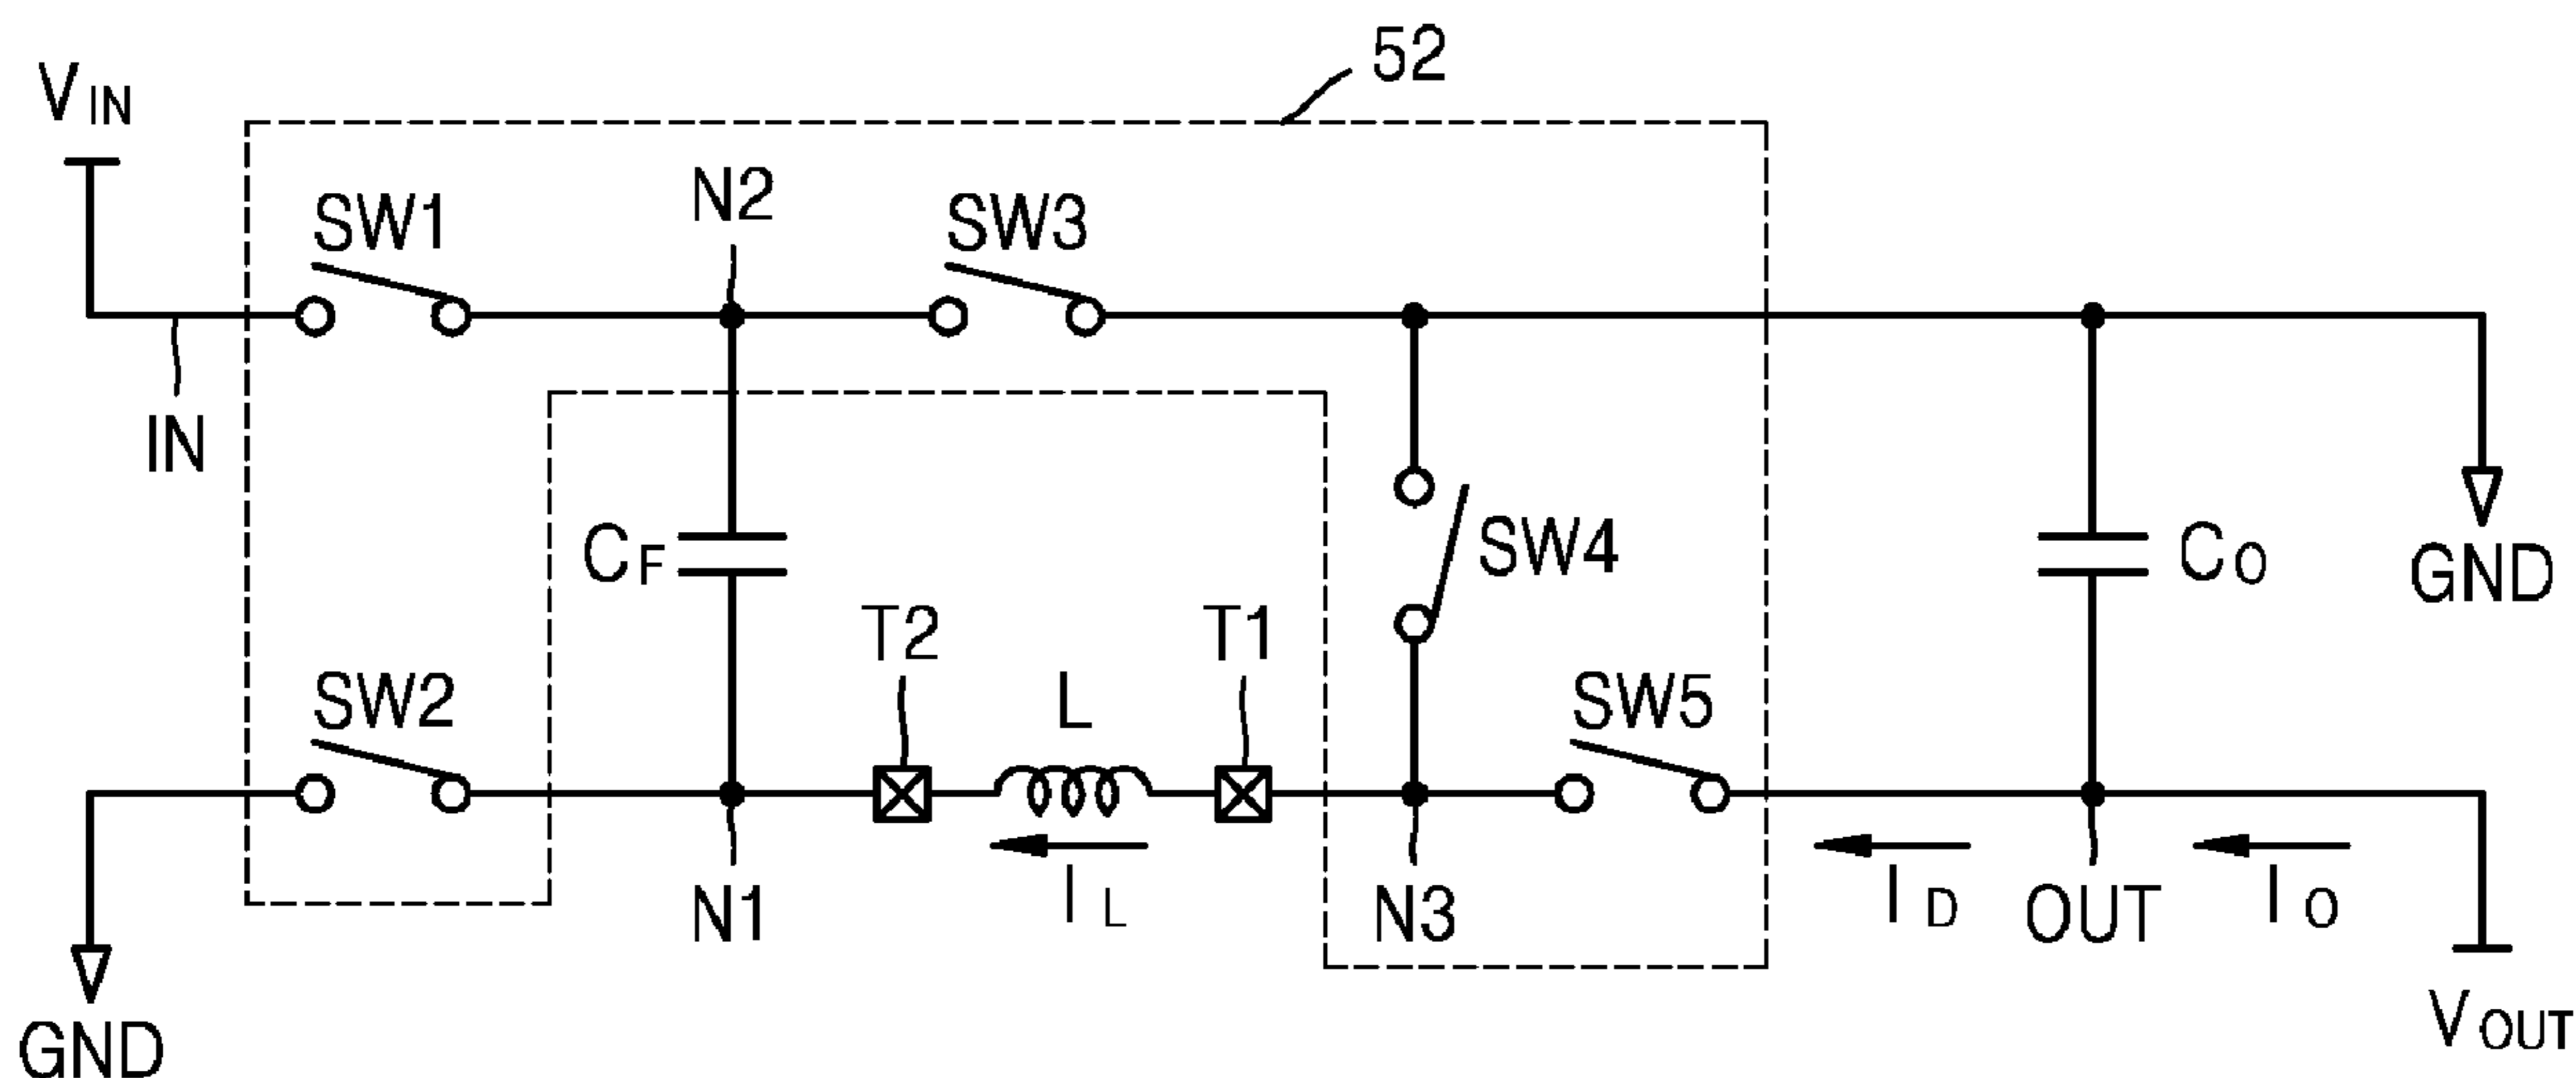 52
VIN
N2
SW1
SW3
IN
CF
SW4
CO
GND
T2
T1
SW2
L
SW5
N1
IL
N3
ID
OUT
IO
GND
VOUT